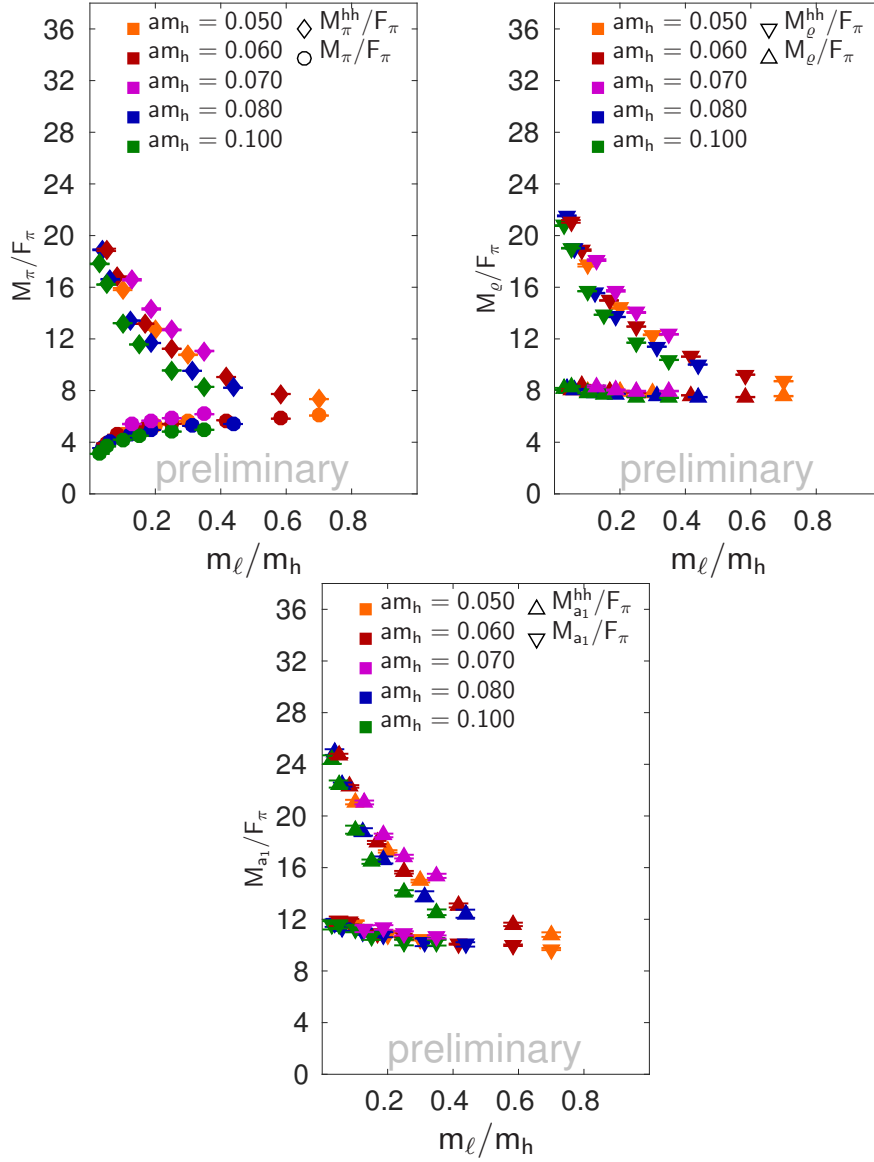 36
32
28
24
20
16
12
8
4
0
M_π/F_π
am_h = 0.050
am_h = 0.060
am_h = 0.070
am_h = 0.080
am_h = 0.100
M_π^hh/F_π
M_π/F_π
preliminary
0.2 0.4 0.6 0.8
m_ℓ/m_h
36
32
28
24
20
16
12
8
4
0
M_ϱ/F_π
am_h = 0.050
am_h = 0.060
am_h = 0.070
am_h = 0.080
am_h = 0.100
M_ϱ^hh/F_π
M_ϱ/F_π
preliminary
0.2 0.4 0.6 0.8
m_ℓ/m_h
36
32
28
24
20
16
12
8
4
0
M_a₁/F_π
am_h = 0.050
am_h = 0.060
am_h = 0.070
am_h = 0.080
am_h = 0.100
M_a₁^hh/F_π
M_a₁/F_π
preliminary
0.2 0.4 0.6 0.8
m_ℓ/m_h